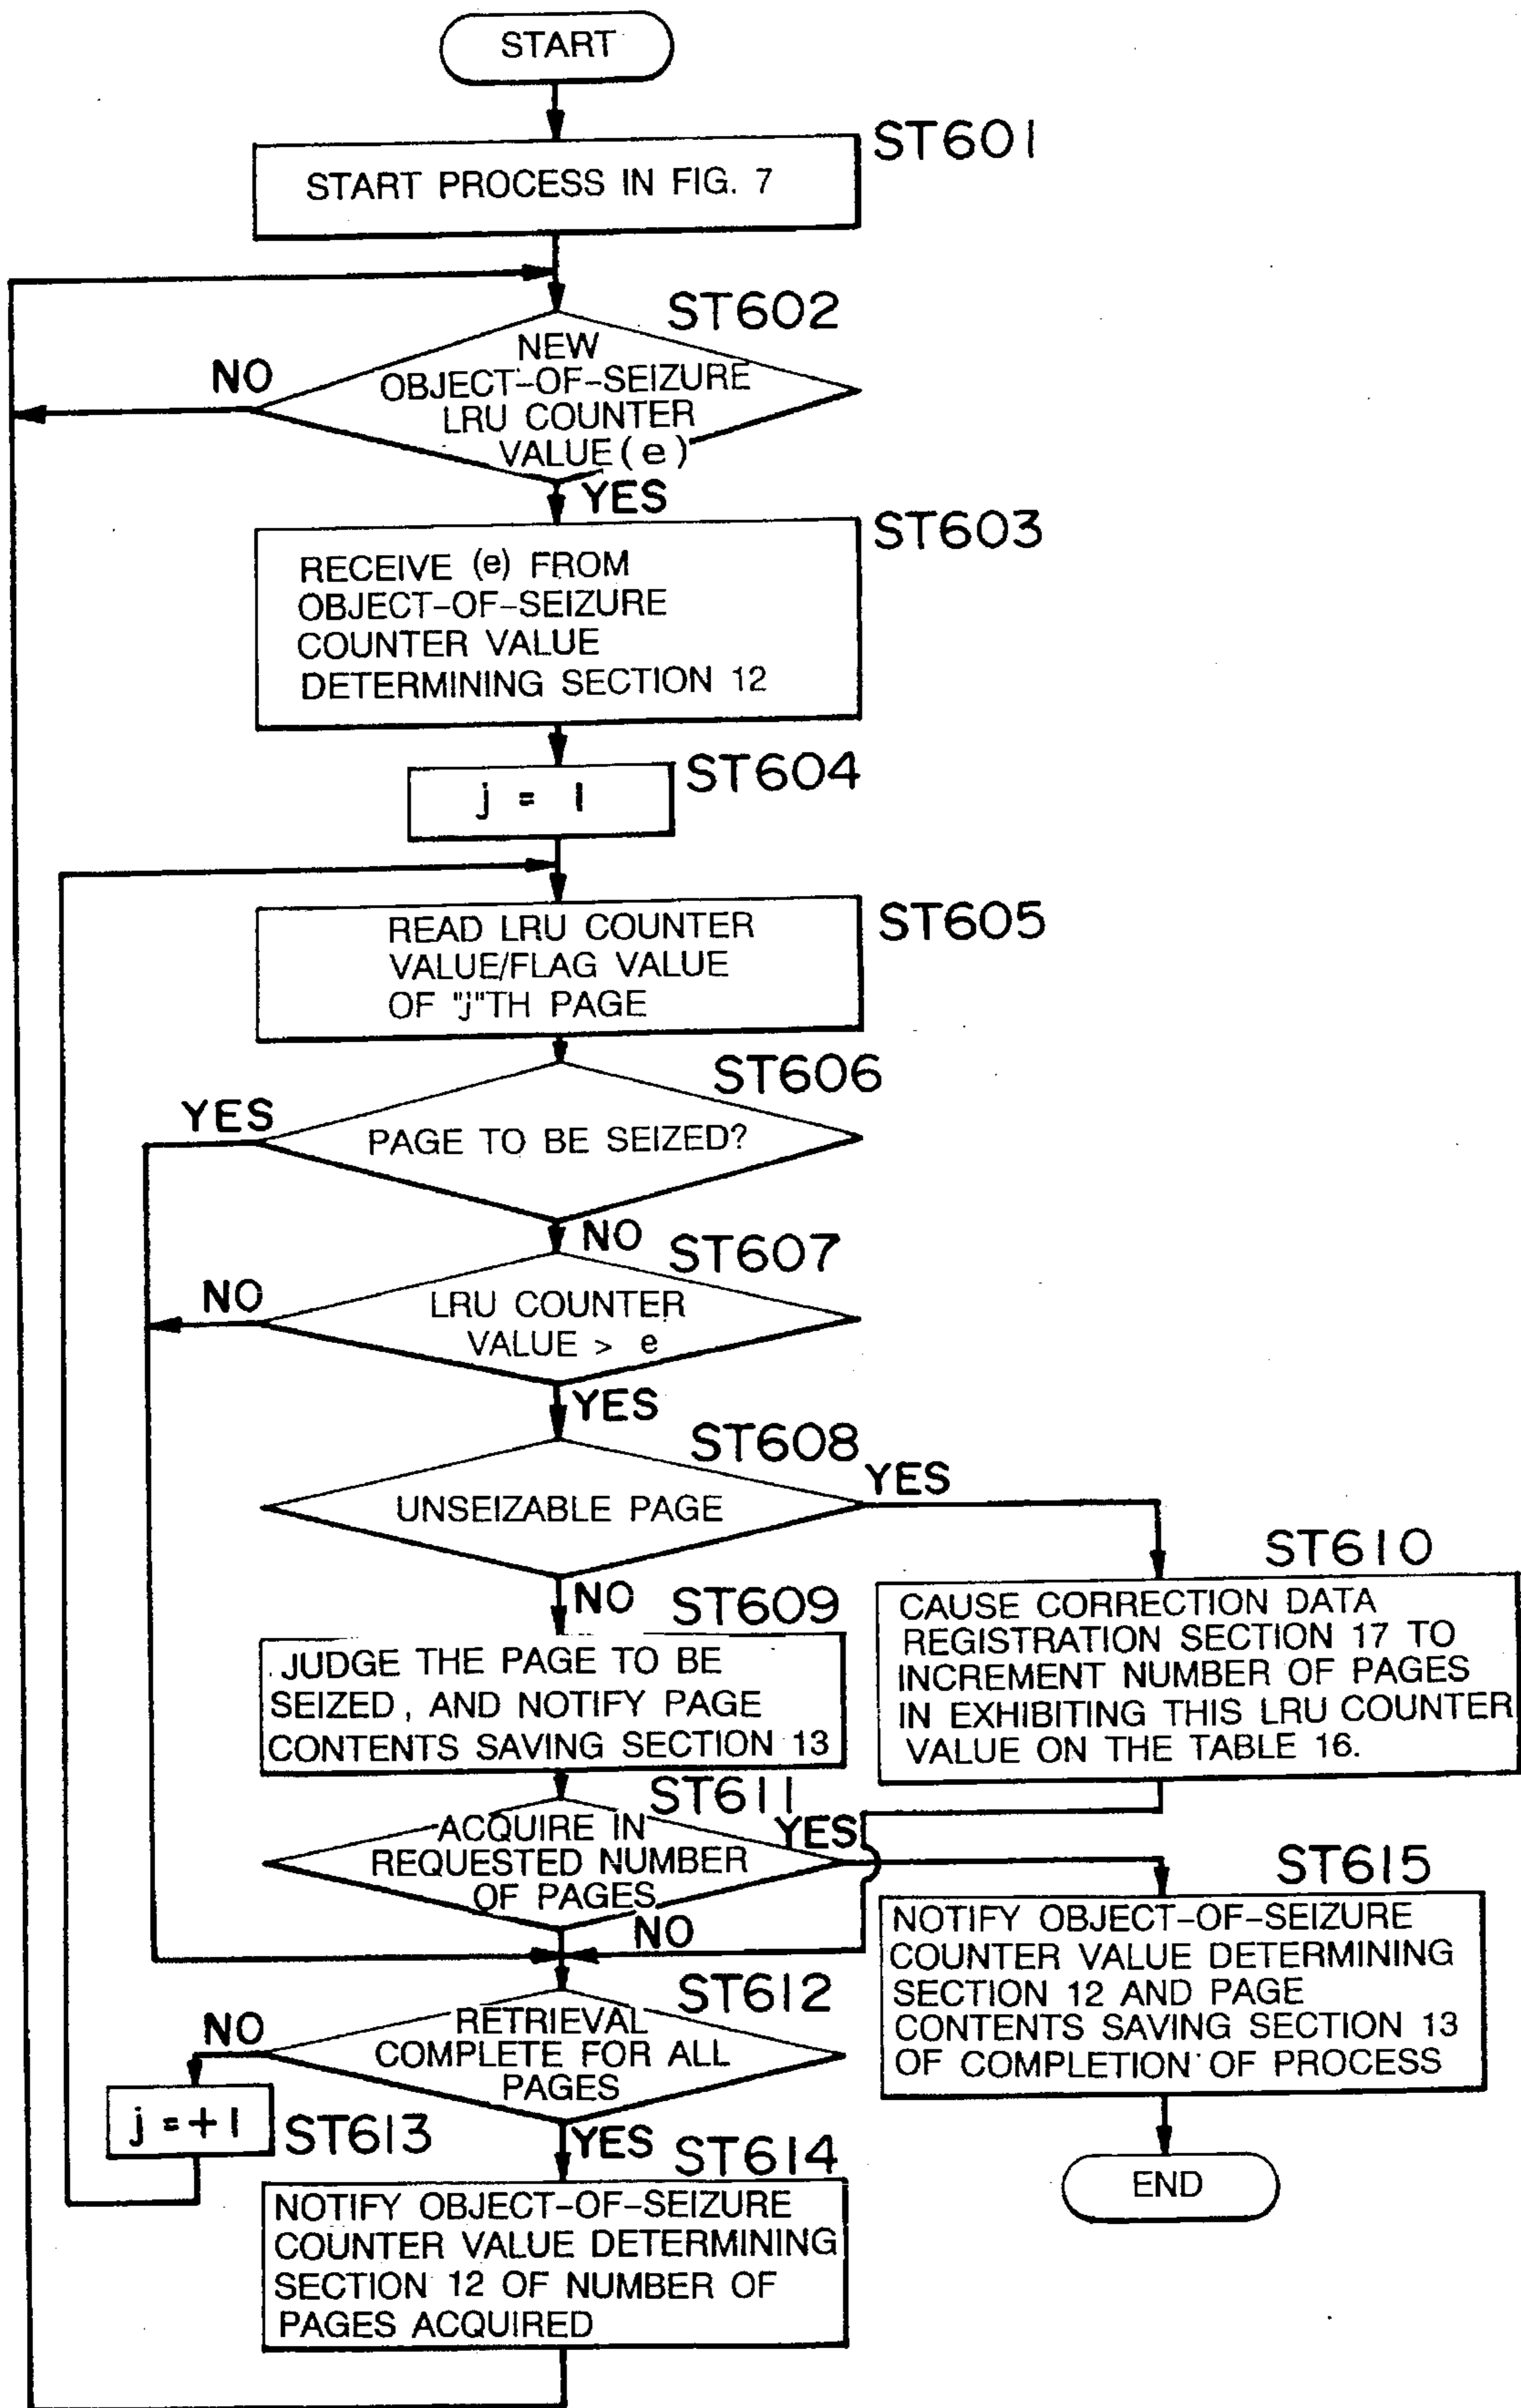 START
ST601
START PROCESS IN FIG. 7
ST602
NEW
OBJECT-OF-SEIZURE
LRU COUNTER
VALUE(e)
NO
YES
ST603
RECEIVE (e) FROM
OBJECT-OF-SEIZURE
COUNTER VALUE
DETERMINING SECTION 12
ST604
j = 1
ST605
READ LRU COUNTER
VALUE/FLAG VALUE
OF "j"TH PAGE
ST606
YES
PAGE TO BE SEIZED?
NO
ST607
NO
LRU COUNTER
VALUE > e
YES
ST608
YES
UNSEIZABLE PAGE
NO
ST609
JUDGE THE PAGE TO BE
SEIZED, AND NOTIFY PAGE
CONTENTS SAVING SECTION 13
ST610
CAUSE CORRECTION DATA
REGISTRATION SECTION 17 TO
INCREMENT NUMBER OF PAGES
IN EXHIBITING THIS LRU COUNTER
VALUE ON THE TABLE 16.
ST611
ACQUIRE IN
REQUESTED NUMBER
OF PAGES
YES
NO
ST615
NOTIFY OBJECT-OF-SEIZURE
COUNTER VALUE DETERMINING
SECTION 12 AND PAGE
CONTENTS SAVING SECTION 13
OF COMPLETION OF PROCESS
END
ST612
NO
RETRIEVAL
COMPLETE FOR ALL
PAGES
YES
j =+1
ST613
ST614
NOTIFY OBJECT-OF-SEIZURE
COUNTER VALUE DETERMINING
SECTION 12 OF NUMBER OF
PAGES ACQUIRED